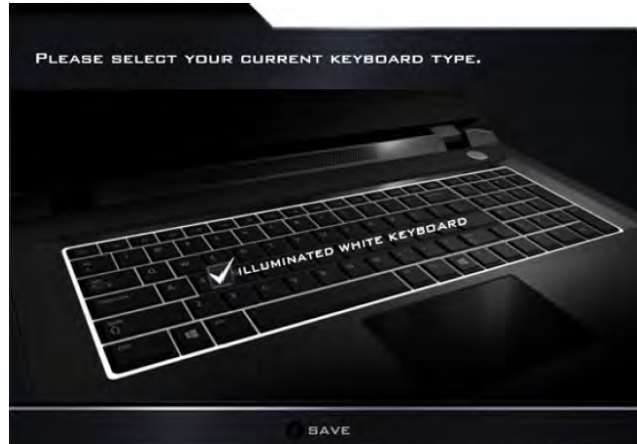 PLEASE SELECT YOUR CURRENT KEYBOARD TYPE.
ILLUMINATED WHITE KEYBOARD
SAVE